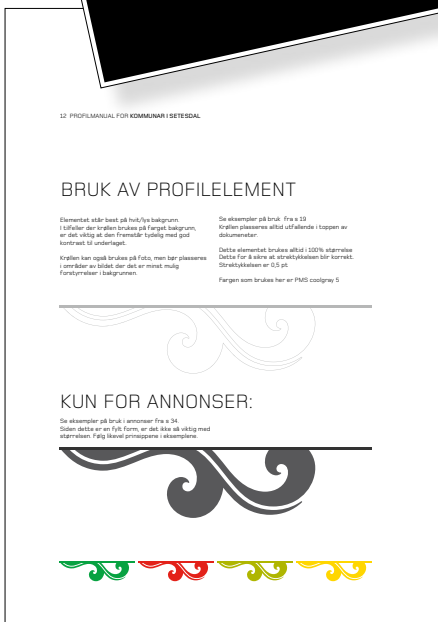 12 PROFILMANUAL FOR KOMMUNAR I SETESDAL
BRUK AV PROFILELEMENT
Elementet står best på hvit/lys bakgrunn.
I tilfeller der krøllen brukes på farget bakgrunn,
er det viktig at den fremstår tydelig med god
kontrast til underlaget.
Krøllen kan også brukes på foto, men bør plasseres
i områder av bildet der det er minst mulig
forstyrrelser i bakgrunnen.
Se eksempler på bruk fra s 19
Krøllen plasseres alltid utfallende i toppen av
dokumenater.
Dette elementet brukes alltid i 100% størrelse
Dette for å sikre at strektykkelsen blir korrekt.
Strektykkelsen er 0,5 pt
Fargen som brukes her er PMS coolgray 5
KUN FOR ANNONSER:
Se eksempler på bruk i annonser fra s 34.
Siden dette er en fylt form, er det ikke så viktig med
størrelsen. Følg likevel prinsippene i eksemplene.